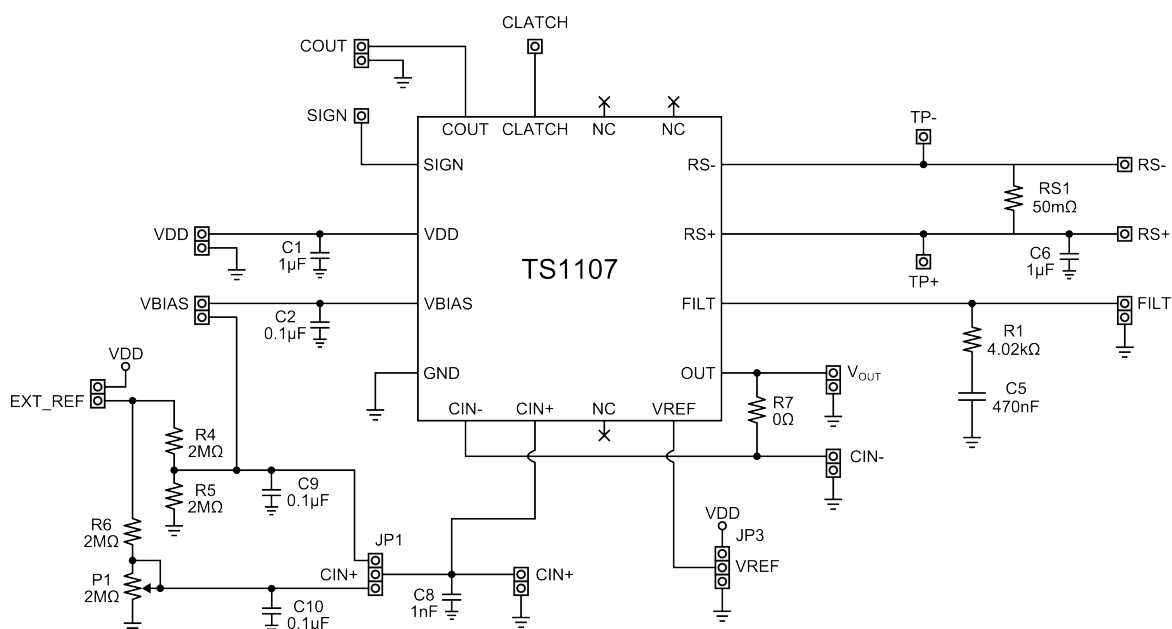 CLATCH
COUT
SIGN
COUT
CLATCH
NC
NC
TP-
SIGN
RS-
RS-
RS1
50mΩ
VDD
C1
1µF
VDD
TS1107
RS+
RS+
TP+
C6
1µF
VBIAS
C2
0.1µF
VBIAS
FILT
FILT
R1
4.02kΩ
VDD
EXT_REF
GND
OUT
VOUT
C5
470nF
CIN-
CIN+
NC
VREF
R7
0Ω
R4
2MΩ
CIN-
R5
2MΩ
C9
0.1µF
R6
2MΩ
JP1
VDD
JP3
CIN+
CIN+
VREF
P1
2MΩ
C8
1nF
C10
0.1µF